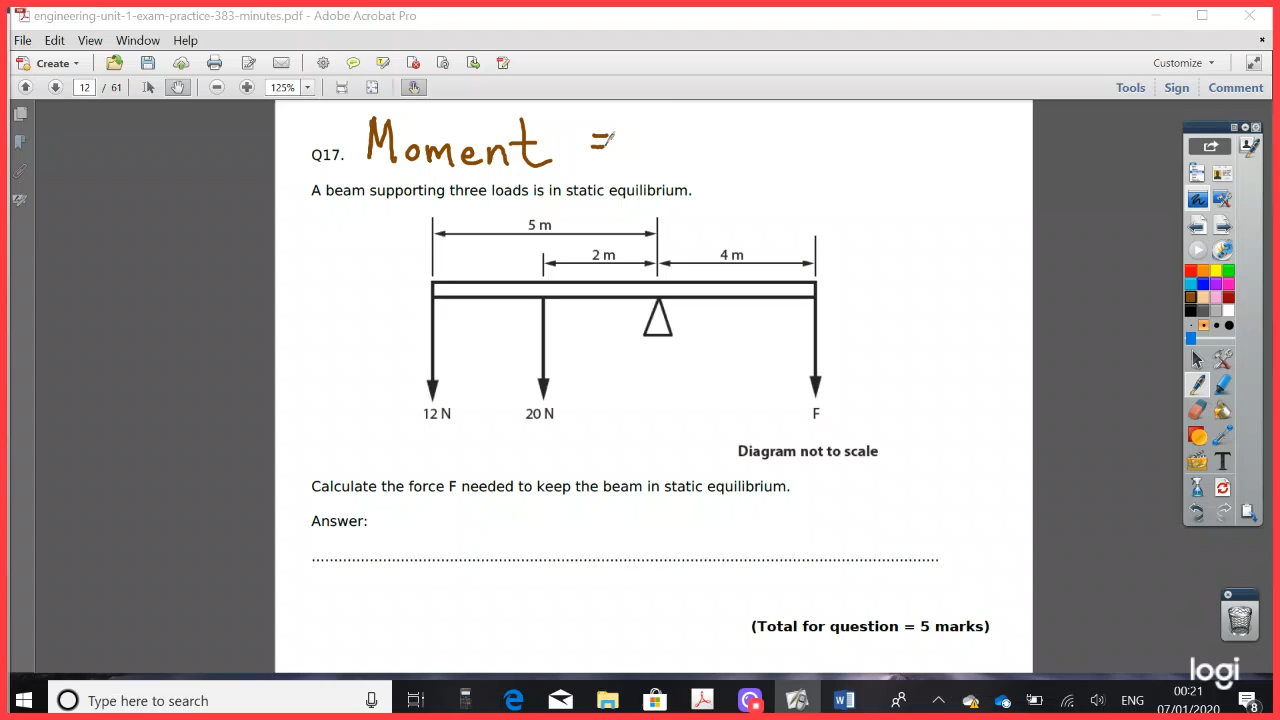 engineering-unit-1-exam-practice-383-minutes.pdf - Adobe Acrobat Pro
File Edit View Window Help
Create Customize
12 / 61 125% Tools Sign Comment
Moment =
Q17.
A beam supporting three loads is in static equilibrium.
5 m
2 m 4 m
12 N 20 N F
Diagram not to scale
Calculate the force F needed to keep the beam in static equilibrium.
Answer:
(Total for question = 5 marks)
logi
Type here to search
ENG 00:21
07/01/2020
8